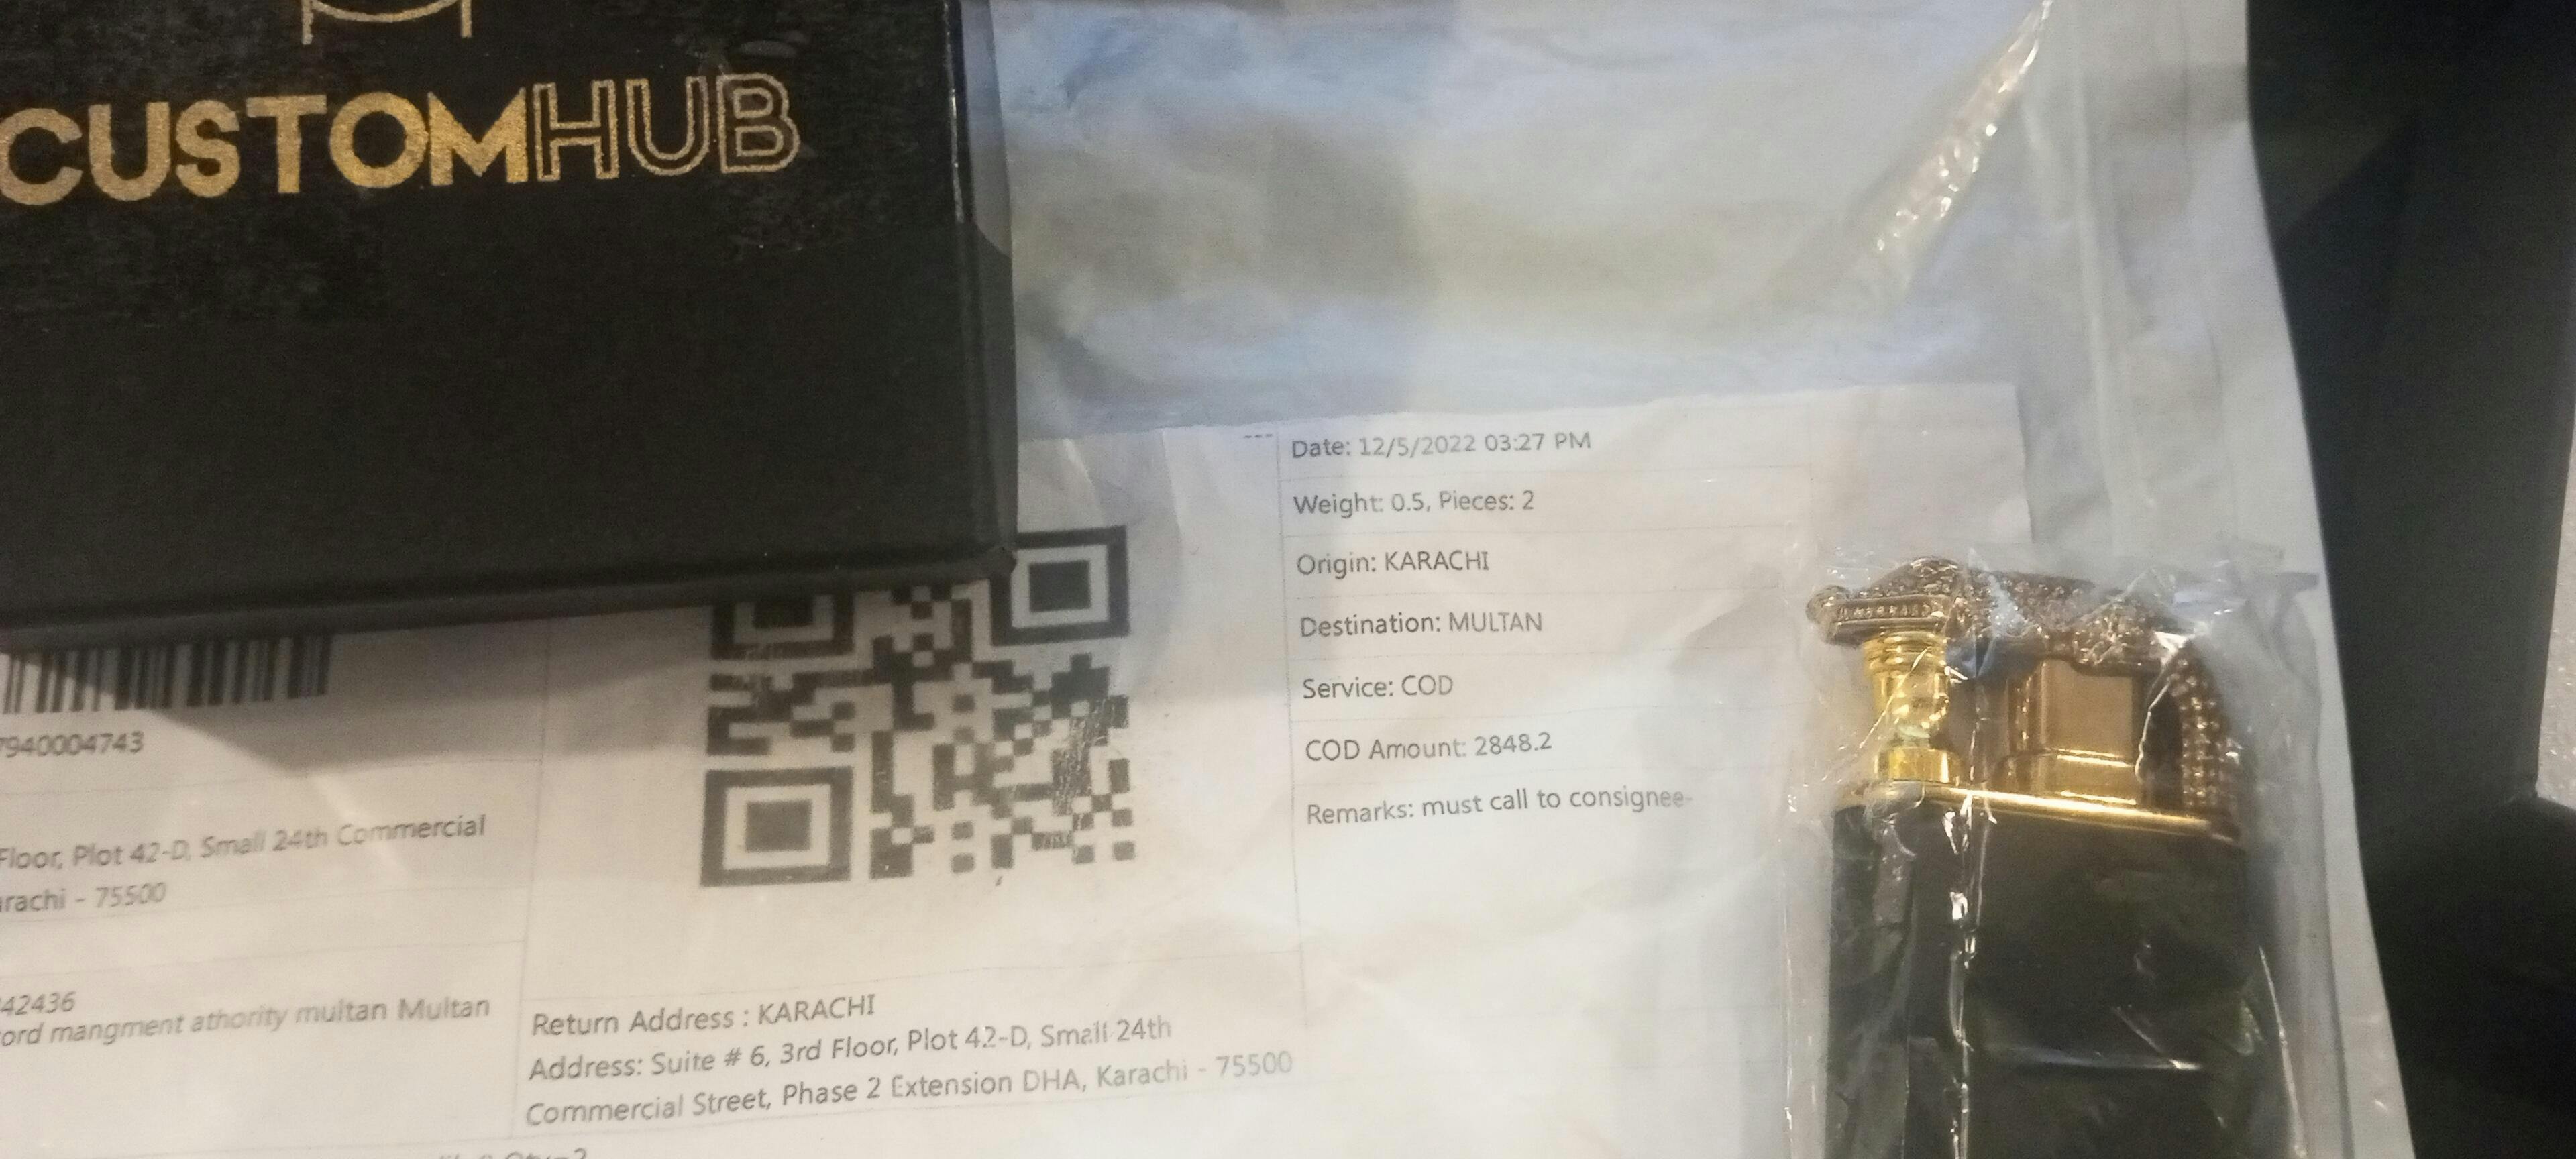 CUSTOMHUB
Date: 12/5/2022 03:27 PM
Weight: 0.5, Pieces: 2
Origin: KARACHI
Destination: MULTAN
Service: COD
COD Amount: 2848.2
Remarks: must call to consignee-
7940004743
Floor, Plot 42-D, Small 24th Commercial
arachi - 75500
42436
ord mangment athority multan Multan
Return Address : KARACHI
Address: Suite # 6, 3rd Floor, Plot 42-D, Small 24th
Commercial Street, Phase 2 Extension DHA, Karachi - 75500